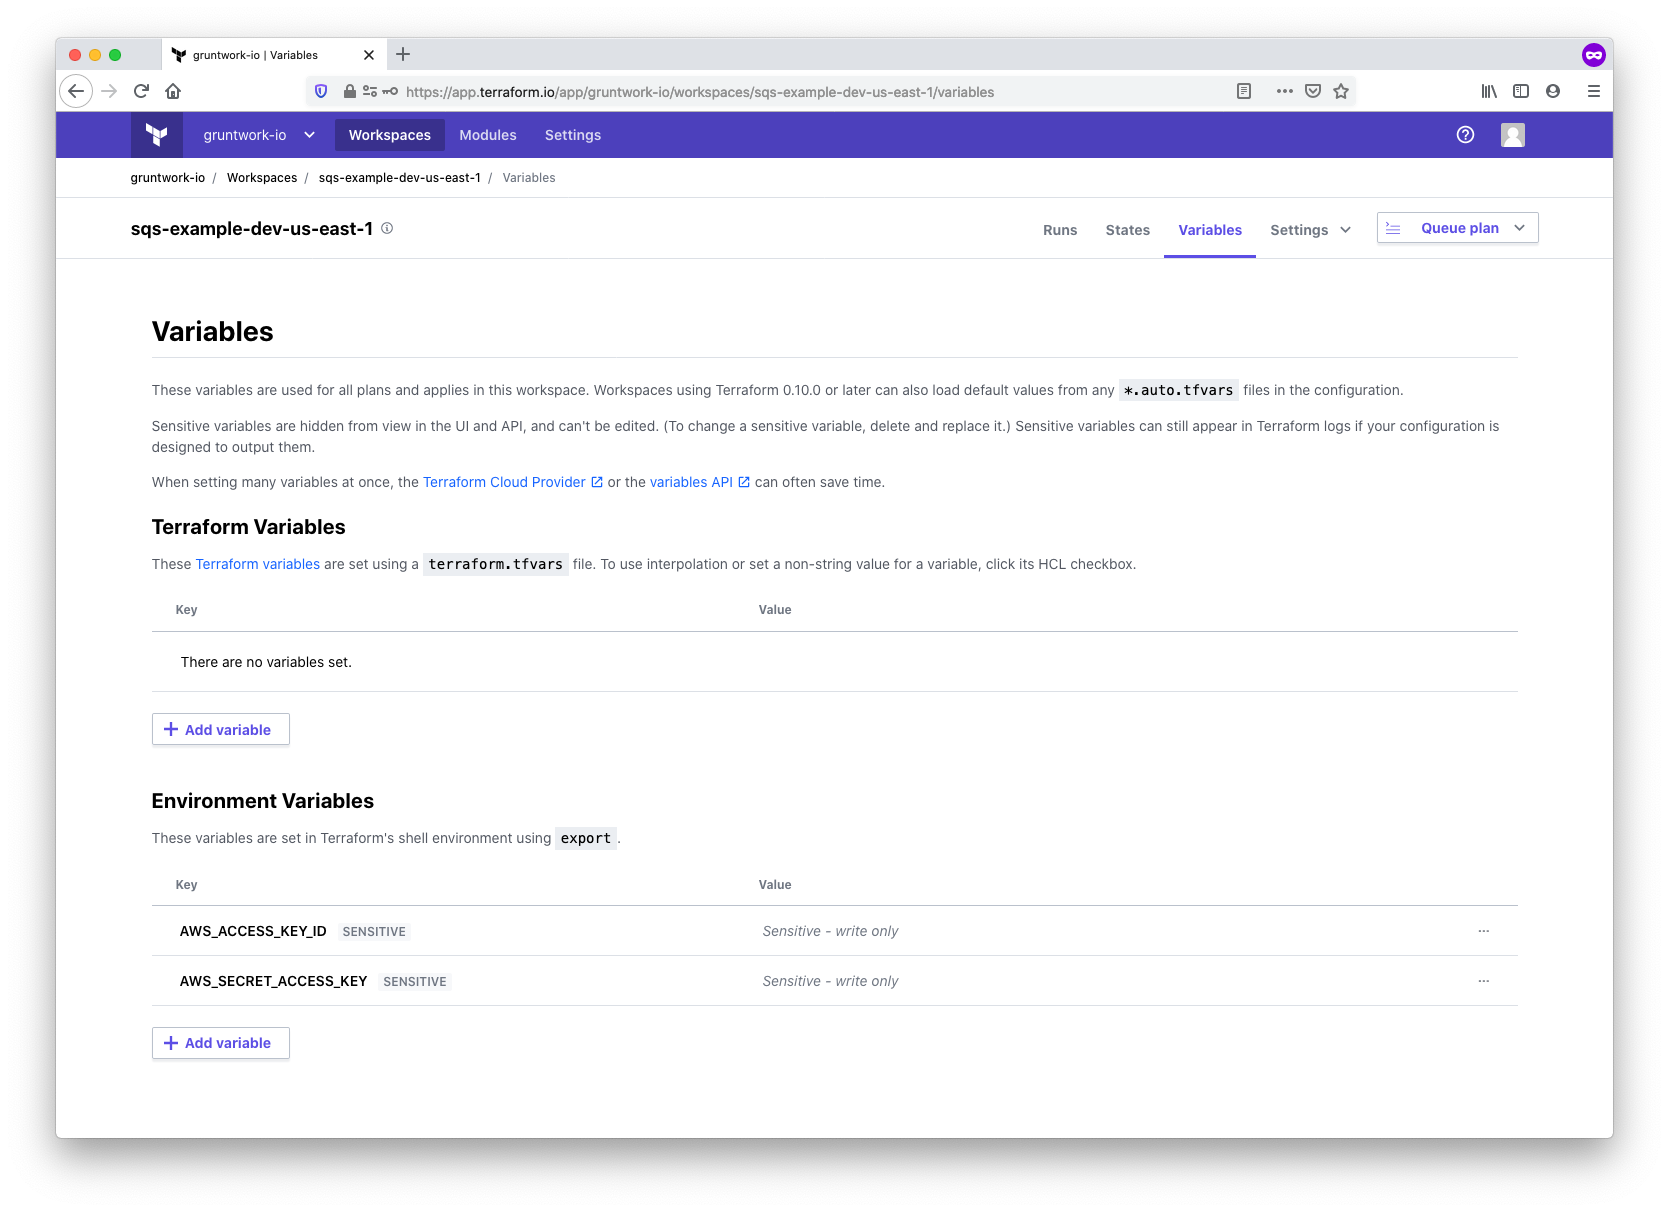 gruntwork-io | Variables
https://app.terraform.io/app/gruntwork-io/workspaces/sqs-example-dev-us-east-1/variables
gruntwork-io Workspaces Modules Settings
gruntwork-io / Workspaces / sqs-example-dev-us-east-1 / Variables
sqs-example-dev-us-east-1 Runs States Variables Settings Queue plan
Variables
These variables are used for all plans and applies in this workspace. Workspaces using Terraform 0.10.0 or later can also load default values from any *.auto.tfvars files in the configuration.
Sensitive variables are hidden from view in the UI and API, and can't be edited. (To change a sensitive variable, delete and replace it.) Sensitive variables can still appear in Terraform logs if your configuration is
designed to output them.
When setting many variables at once, the Terraform Cloud Provider or the variables API can often save time.
Terraform Variables
These Terraform variables are set using a terraform.tfvars file. To use interpolation or set a non-string value for a variable, click its HCL checkbox.
Key Value
There are no variables set.
+ Add variable
Environment Variables
These variables are set in Terraform's shell environment using export.
Key Value
AWS_ACCESS_KEY_ID SENSITIVE Sensitive - write only ...
AWS_SECRET_ACCESS_KEY SENSITIVE Sensitive - write only ...
+ Add variable